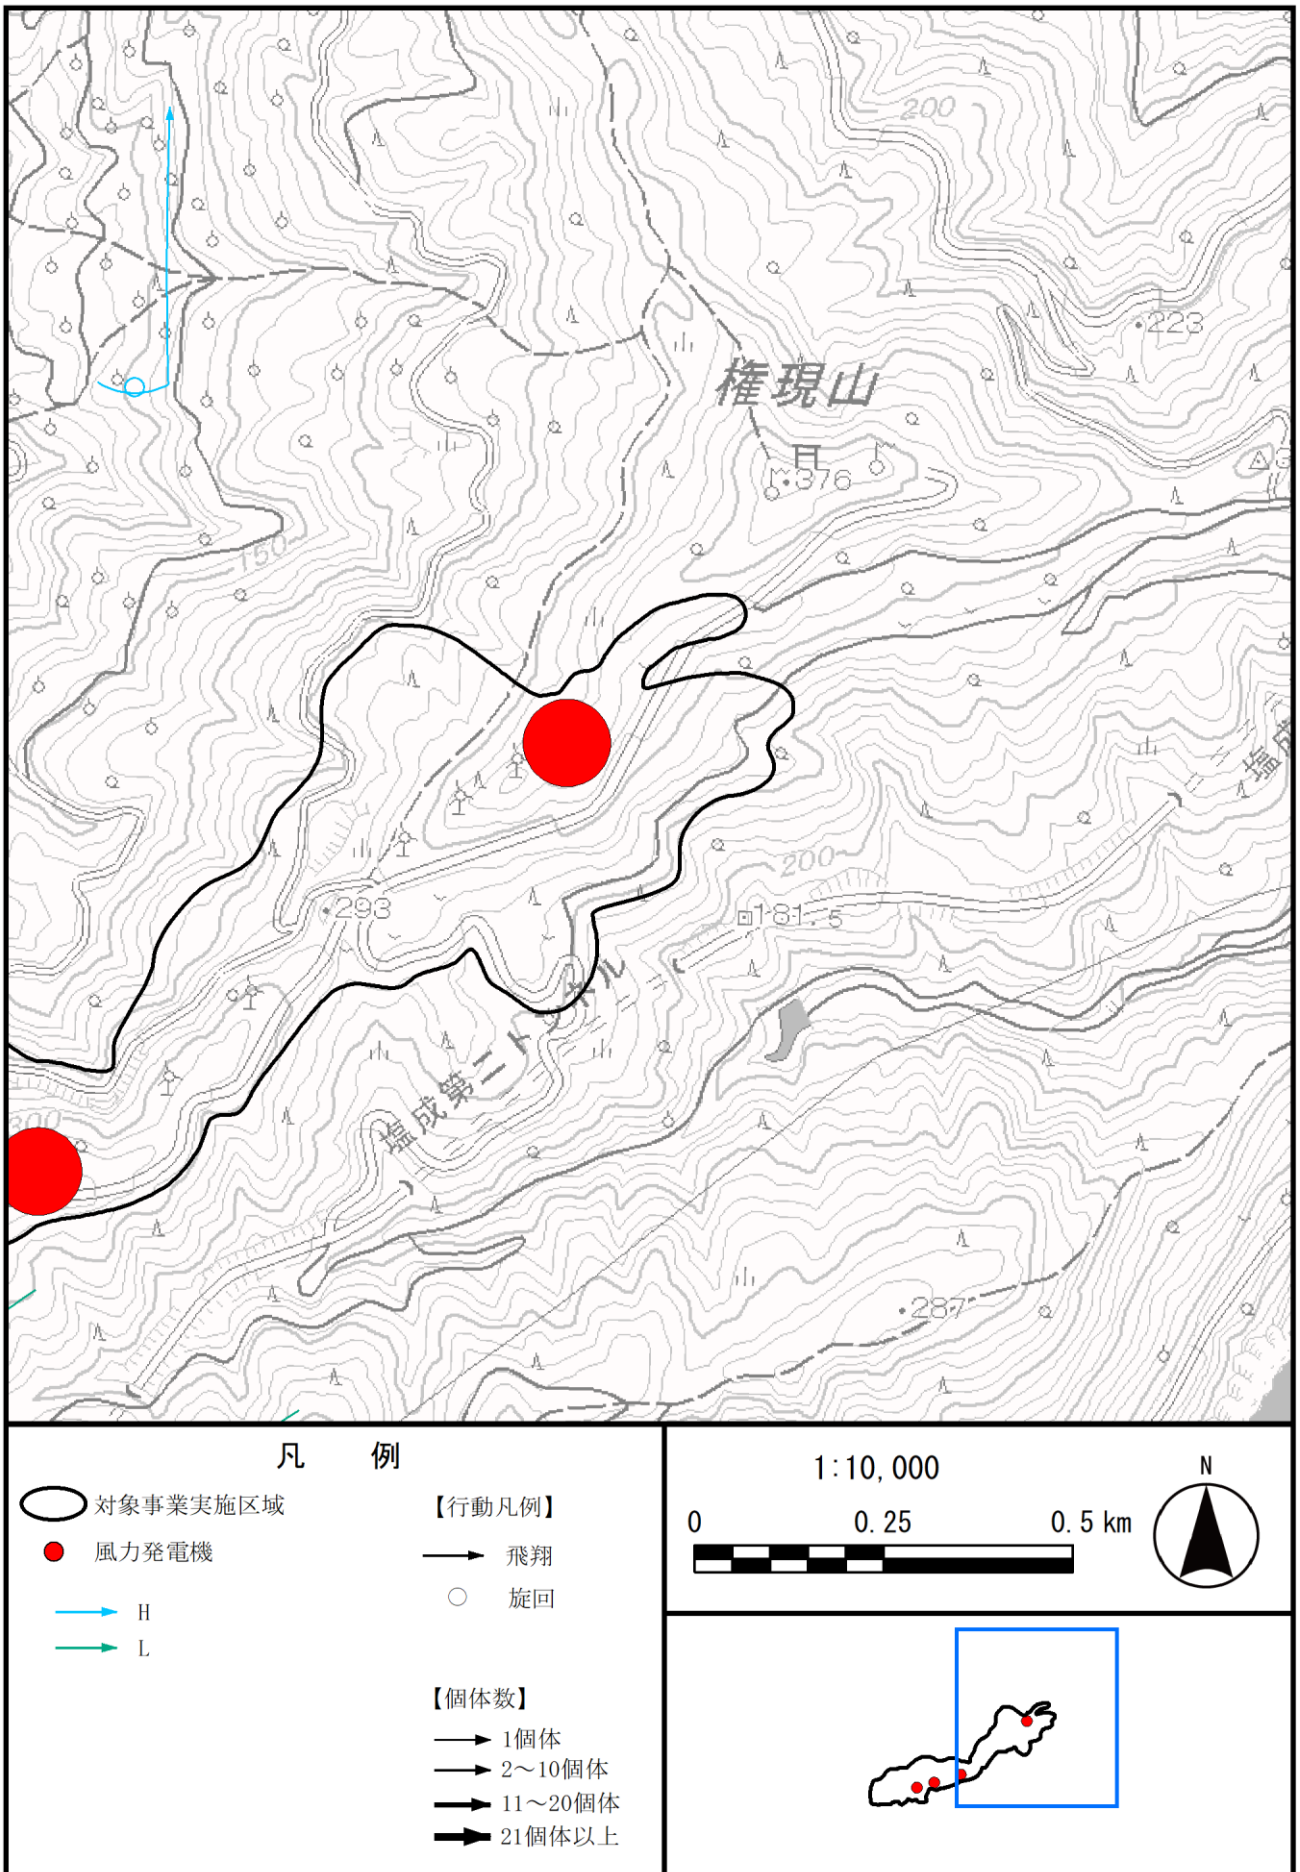 200
223
権現山
376
150
塩成
200
293
181.5
塩成第二トンネル
300
287
凡 例
対象事業実施区域
風力発電機
H
L
【行動凡例】
飛翔
旋回
【個体数】
1個体
2～10個体
11～20個体
21個体以上
1:10,000
0 0.25 0.5 km
N